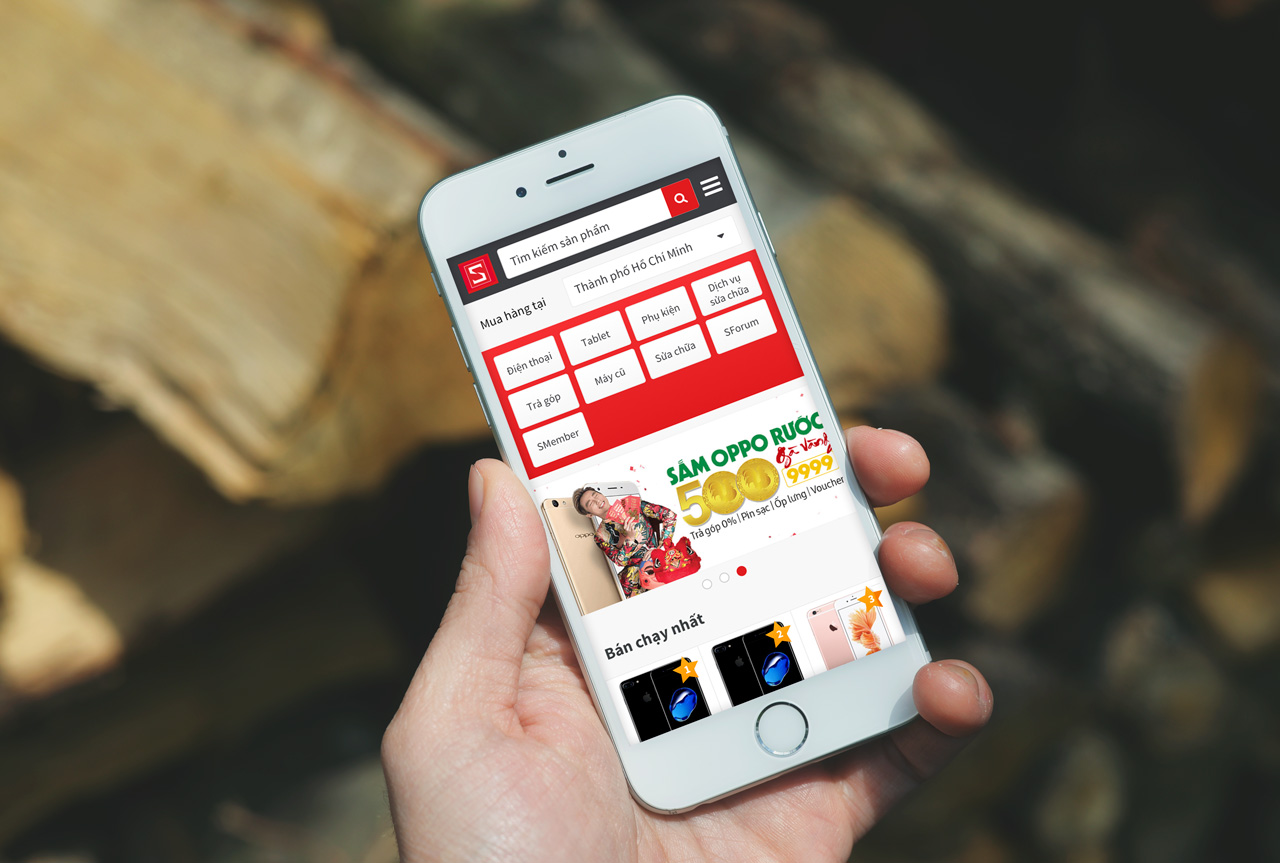 S
Tìm kiếm sản phẩm
Mua hàng tại
Thành phố Hồ Chí Minh
Điện thoại
Tablet
Phụ kiện
Dịch vụ
sửa chữa
Trả góp
Máy cũ
Sửa chữa
SForum
SMember
SẮM OPPO RƯỚC
500
Gà Vàng
9999
Trả góp 0% | Pin sạc | Ốp lưng | Voucher
OPPO
Bán chạy nhất
1
2
3